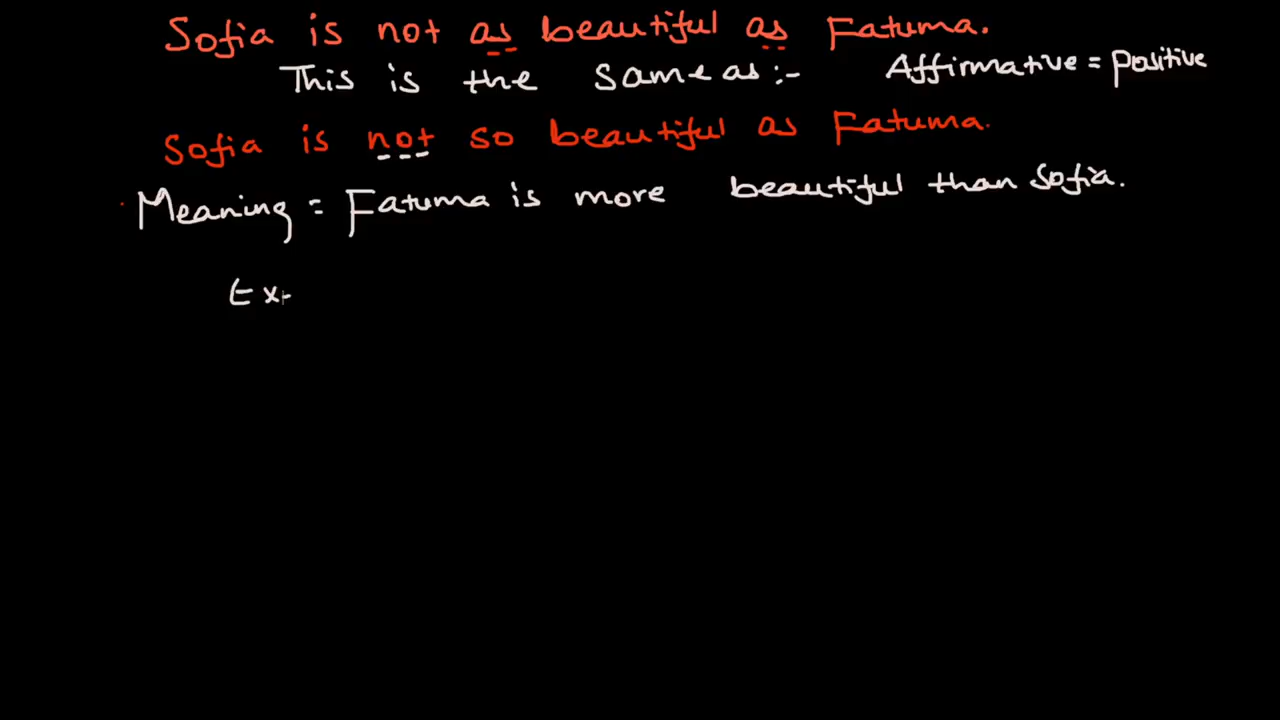 Sofia is not as beautiful as Fatuma.
This is the same as :- Affirmative = positive
Sofia is not so beautiful as Fatuma.
Meaning = Fatuma is more beautiful than Sofia.
Ex